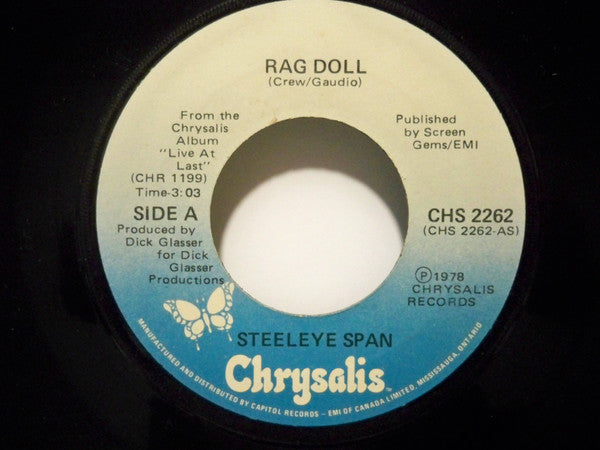 RAG DOLL
(Crew/Gaudio)
From the
Chrysalis
Album
"Live At
Last"
(CHR 1199)
Time-3:03
SIDE A
Produced by
Dick Glasser
for Dick
Glasser
Productions
Published
by Screen
Gems/EMI
CHS 2262
(CHS 2262-AS)
Ⓟ1978
CHRYSALIS
RECORDS
STEELEYE SPAN
Chrysalis™
MANUFACTURED AND DISTRIBUTED BY CAPITOL RECORDS - EMI OF CANADA LIMITED, MISSISSAUGA, ONTARIO